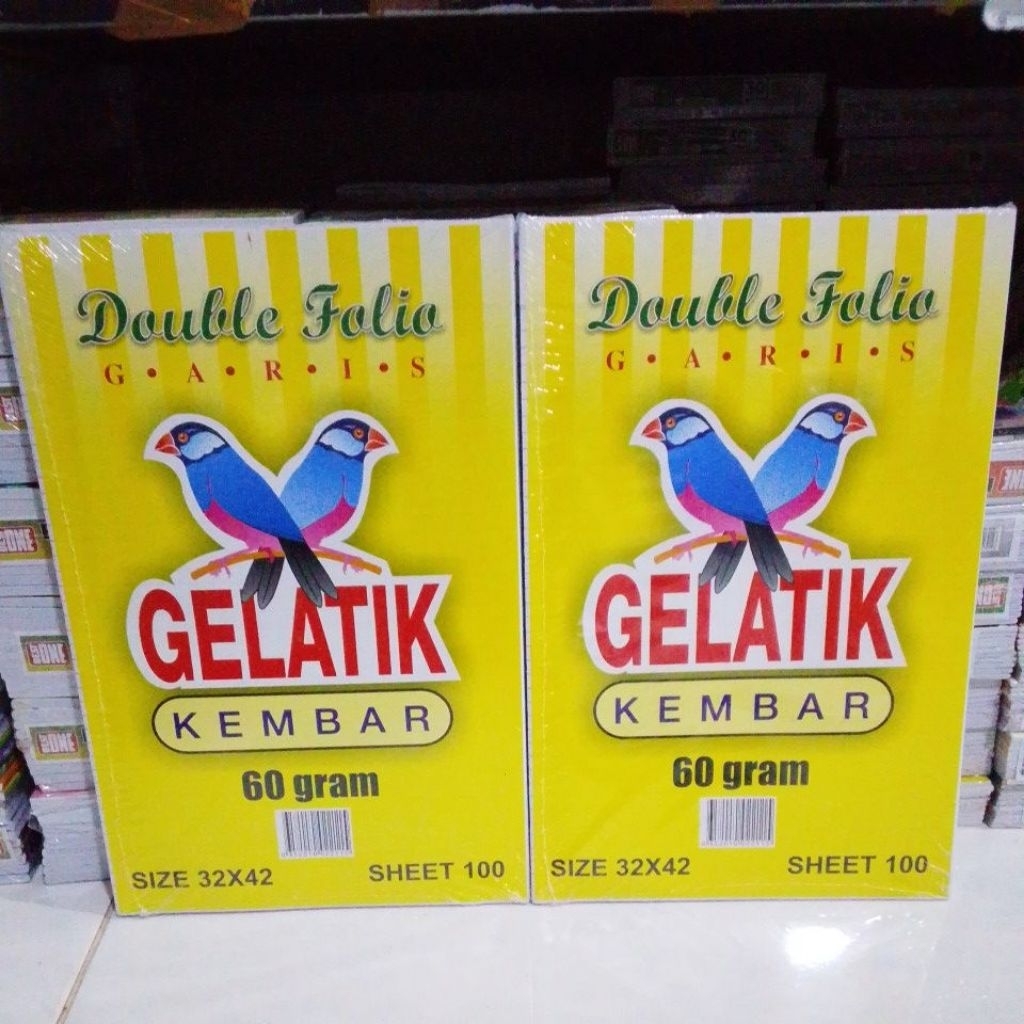 Double Folio
G•A•R•I•S
GELATIK
KEMBAR
60 gram
SIZE 32X42
SHEET 100
Double Folio
G•A•R•I•S
GELATIK
KEMBAR
60 gram
SIZE 32X42
SHEET 100